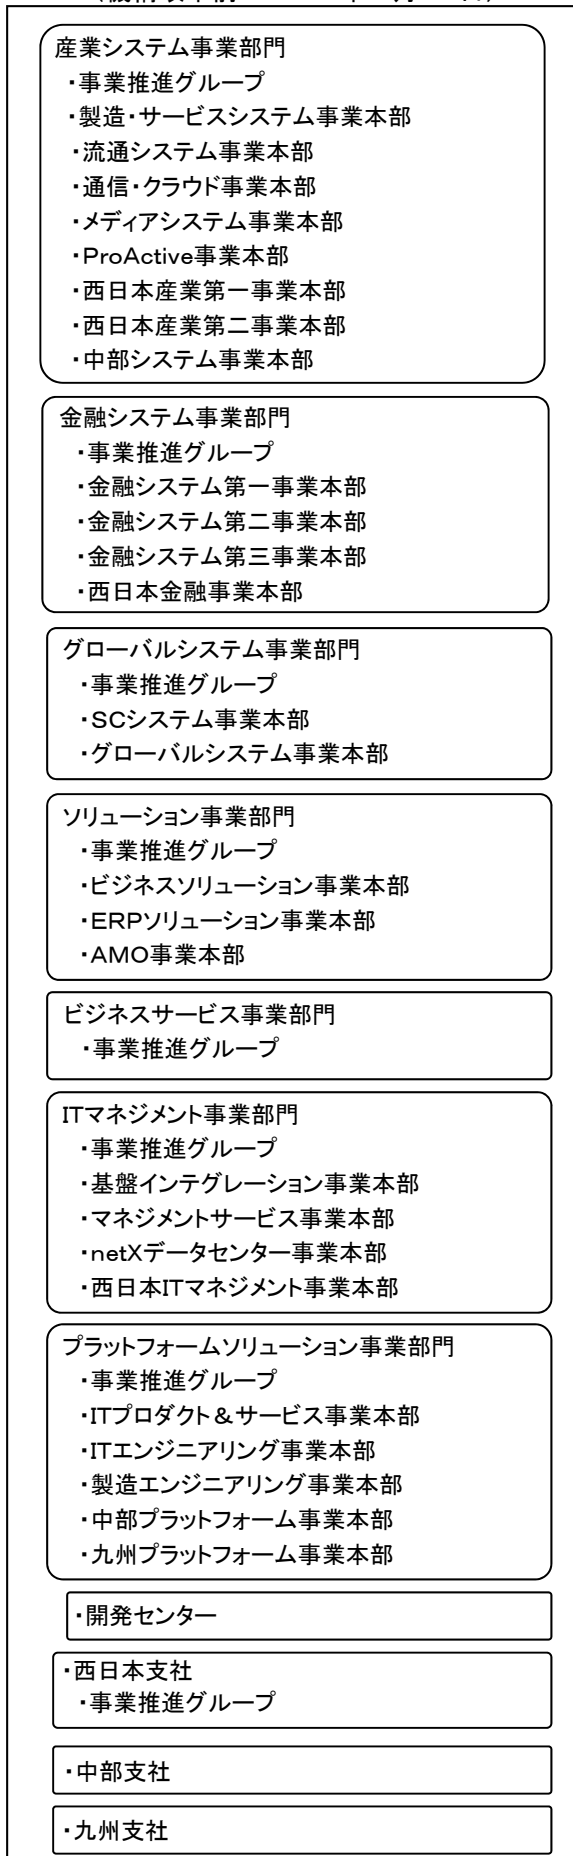 産業システム事業部門
・事業推進グループ
・製造・サービスシステム事業本部
・流通システム事業本部
・通信・クラウド事業本部
・メディアシステム事業本部
・ProActive事業本部
・西日本産業第一事業本部
・西日本産業第二事業本部
・中部システム事業本部
金融システム事業部門
・事業推進グループ
・金融システム第一事業本部
・金融システム第二事業本部
・金融システム第三事業本部
・西日本金融事業本部
グローバルシステム事業部門
・事業推進グループ
・SCシステム事業本部
・グローバルシステム事業本部
ソリューション事業部門
・事業推進グループ
・ビジネスソリューション事業本部
・ERPソリューション事業本部
・AMO事業本部
ビジネスサービス事業部門
・事業推進グループ
ITマネジメント事業部門
・事業推進グループ
・基盤インテグレーション事業本部
・マネジメントサービス事業本部
・netXデータセンター事業本部
・西日本ITマネジメント事業本部
プラットフォームソリューション事業部門
・事業推進グループ
・ITプロダクト＆サービス事業本部
・ITエンジニアリング事業本部
・製造エンジニアリング事業本部
・中部プラットフォーム事業本部
・九州プラットフォーム事業本部
・開発センター
・西日本支社
・事業推進グループ
・中部支社
・九州支社